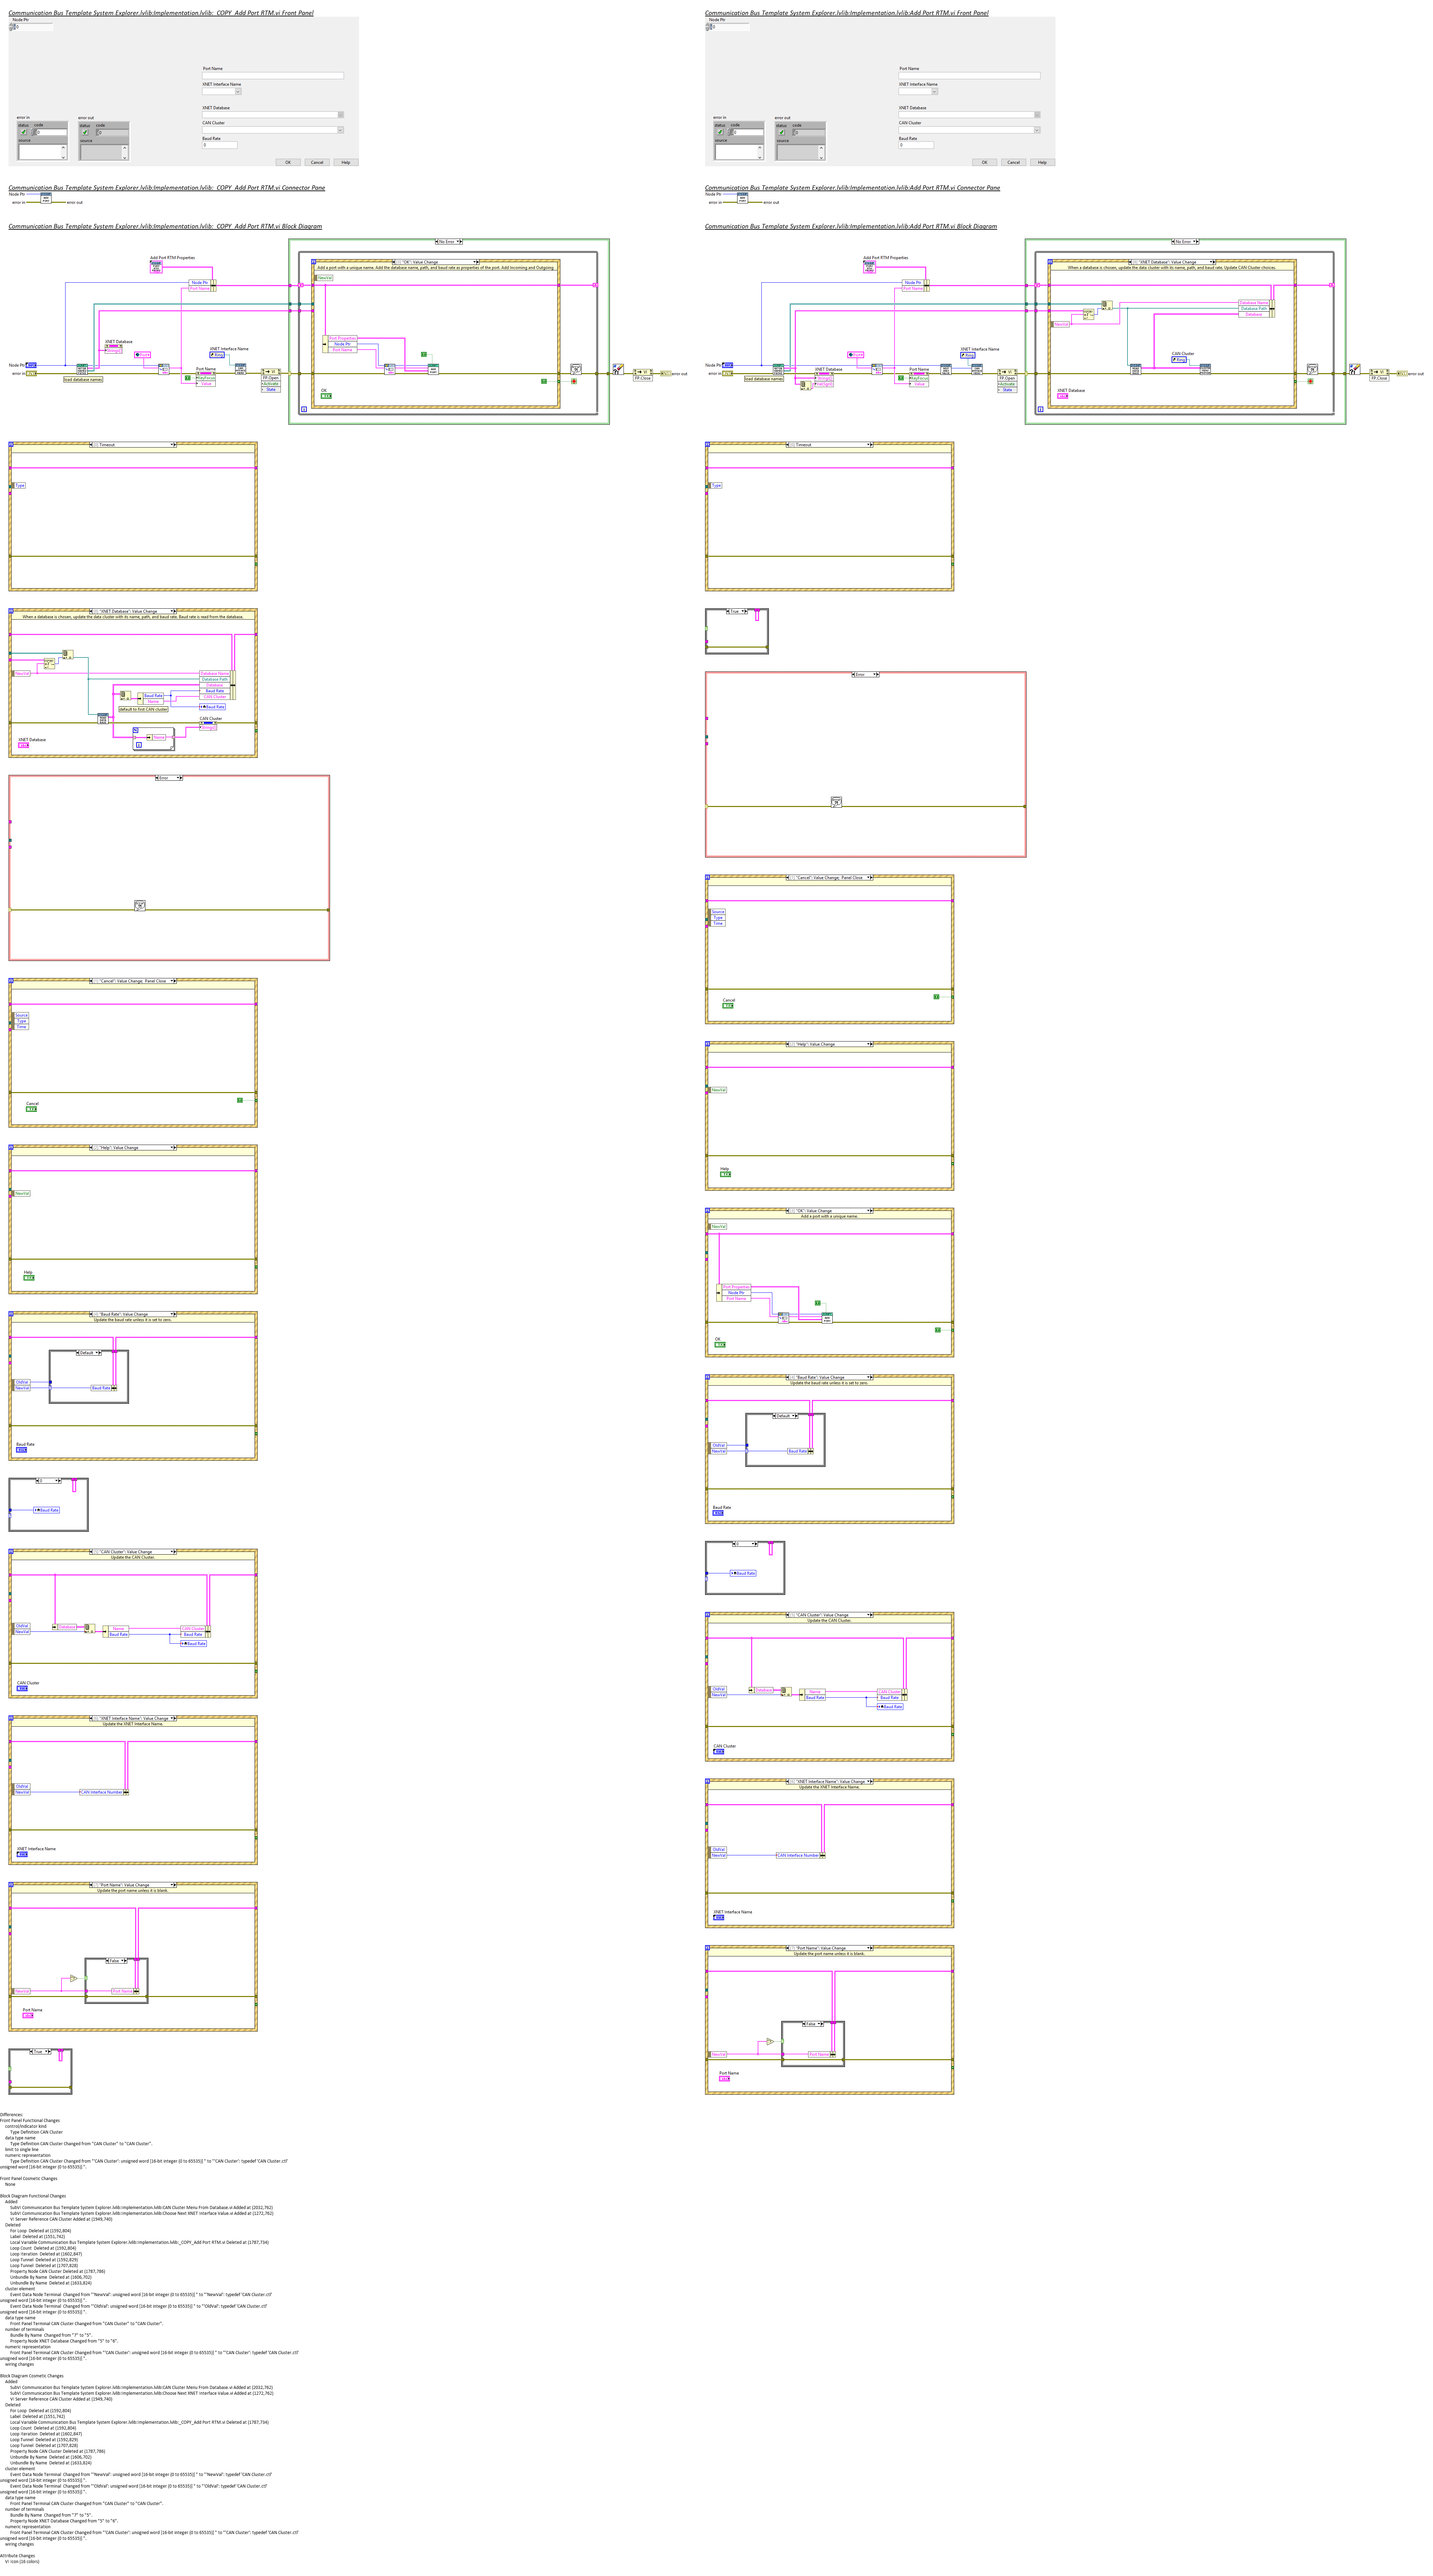 Communication Bus Template System Explorer.lvlib:Implementation.lvlib:_COPY_Add Port RTM.vi Front Panel
Node Ptr
0
Port Name
XNET Interface Name
XNET Database
CAN Cluster
Baud Rate
0
error in
status code
0
source
error out
status code
0
source
OK Cancel Help
Communication Bus Template System Explorer.lvlib:Implementation.lvlib:_COPY_Add Port RTM.vi Connector Pane
Node Ptr
error in error out
Communication Bus Template System Explorer.lvlib:Implementation.lvlib:_COPY_Add Port RTM.vi Block Diagram
No Error
"OK": Value Change
Add a port with a unique name. Add the database name, path, and baud rate as properties of the port. Add Incoming and Outgoing
NewVal
Add Port RTM Properties
Node Ptr
Port Name
Port Properties
Node Ptr
Port Name
XNET Database
Strings[]
XNET Interface Name
Ring
Node Ptr
error in
load database names
Port Name
KeyFocus
Value
FP.Open
Activate
State
OK
FP.Close
error out
Timeout
Type
"XNET Database": Value Change
When a database is chosen, update the data cluster with its name, path, and baud rate. Baud rate is read from the database.
NewVal
Database Name
Database Path
Database
Baud Rate
CAN Cluster
Baud Rate
Name
Baud Rate
default to first CAN cluster
CAN Cluster
Strings[]
Name
XNET Database
Error
"Cancel": Value Change; Panel Close
Source
Type
Time
Cancel
"Help": Value Change
NewVal
Help
"Baud Rate": Value Change
Update the baud rate unless it is set to zero.
Default
OldVal
NewVal
Baud Rate
Baud Rate
0
Baud Rate
"CAN Cluster": Value Change
Update the CAN Cluster.
OldVal
NewVal
Database
Name
Baud Rate
CAN Cluster
Baud Rate
Baud Rate
CAN Cluster
"XNET Interface Name": Value Change
Update the XNET Interface Name.
OldVal
NewVal
CAN Interface Number
XNET Interface Name
"Port Name": Value Change
Update the port name unless it is blank.
False
NewVal
Port Name
Port Name
True
Communication Bus Template System Explorer.lvlib:Implementation.lvlib:Add Port RTM.vi Front Panel
Node Ptr
0
Port Name
XNET Interface Name
XNET Database
CAN Cluster
Baud Rate
0
error in
status code
0
source
error out
status code
0
source
OK Cancel Help
Communication Bus Template System Explorer.lvlib:Implementation.lvlib:Add Port RTM.vi Connector Pane
Node Ptr
error in error out
Communication Bus Template System Explorer.lvlib:Implementation.lvlib:Add Port RTM.vi Block Diagram
No Error
"XNET Database": Value Change
When a database is chosen, update the data cluster with its name, path, and baud rate. Update CAN Cluster choices.
Add Port RTM Properties
Node Ptr
Port Name
Database Name
Database Path
Database
NewVal
CAN Cluster
Ring
XNET Interface Name
Ring
Node Ptr
error in
load database names
XNET Database
Strings[]
Port Name
KeyFocus
Value
FP.Open
Activate
State
XNET Database
FP.Close
error out
Timeout
Type
True
Error
"Cancel": Value Change; Panel Close
Source
Type
Time
Cancel
"Help": Value Change
NewVal
Help
"OK": Value Change
Add a port with a unique name.
NewVal
Port Properties
Node Ptr
Port Name
OK
"Baud Rate": Value Change
Update the baud rate unless it is set to zero.
Default
OldVal
NewVal
Baud Rate
Baud Rate
0
Baud Rate
"CAN Cluster": Value Change
Update the CAN Cluster.
OldVal
NewVal
Database
Name
Baud Rate
CAN Cluster
Baud Rate
Baud Rate
CAN Cluster
"XNET Interface Name": Value Change
Update the XNET Interface Name.
OldVal
NewVal
CAN Interface Number
XNET Interface Name
"Port Name": Value Change
Update the port name unless it is blank.
False
NewVal
Port Name
Port Name
Differences:
Front Panel Functional Changes
control/indicator kind
Type Definition CAN Cluster
data type name
Type Definition CAN Cluster Changed from "CAN Cluster" to "CAN Cluster".
limit to single line
numeric representation
Type Definition CAN Cluster Changed from "'CAN Cluster': unsigned word [16-bit integer (0 to 65535)] " to "'CAN Cluster': typedef 'CAN Cluster.ctl'
unsigned word [16-bit integer (0 to 65535)] ".
Front Panel Cosmetic Changes
None
Block Diagram Functional Changes
Added
SubVI Communication Bus Template System Explorer.lvlib:Implementation.lvlib:CAN Cluster Menu From Database.vi Added at (2032,762)
SubVI Communication Bus Template System Explorer.lvlib:Implementation.lvlib:Choose Next XNET Interface Value.vi Added at (1272,762)
VI Server Reference CAN Cluster Added at (1949,740)
Deleted
For Loop Deleted at (1592,804)
Label Deleted at (1551,742)
Local Variable Communication Bus Template System Explorer.lvlib:Implementation.lvlib:_COPY_Add Port RTM.vi Deleted at (1787,734)
Loop Count Deleted at (1592,804)
Loop Iteration Deleted at (1602,847)
Loop Tunnel Deleted at (1592,829)
Loop Tunnel Deleted at (1707,828)
Property Node CAN Cluster Deleted at (1787,786)
Unbundle By Name Deleted at (1606,702)
Unbundle By Name Deleted at (1633,824)
cluster element
Event Data Node Terminal Changed from "'NewVal': unsigned word [16-bit integer (0 to 65535)] " to "'NewVal': typedef 'CAN Cluster.ctl'
unsigned word [16-bit integer (0 to 65535)] ".
Event Data Node Terminal Changed from "'OldVal': unsigned word [16-bit integer (0 to 65535)] " to "'OldVal': typedef 'CAN Cluster.ctl'
unsigned word [16-bit integer (0 to 65535)] ".
data type name
Front Panel Terminal CAN Cluster Changed from "CAN Cluster" to "CAN Cluster".
number of terminals
Bundle By Name Changed from "7" to "5".
Property Node XNET Database Changed from "5" to "6".
numeric representation
Front Panel Terminal CAN Cluster Changed from "'CAN Cluster': unsigned word [16-bit integer (0 to 65535)] " to "'CAN Cluster': typedef 'CAN Cluster.ctl'
unsigned word [16-bit integer (0 to 65535)] ".
wiring changes
Block Diagram Cosmetic Changes
Added
SubVI Communication Bus Template System Explorer.lvlib:Implementation.lvlib:CAN Cluster Menu From Database.vi Added at (2032,762)
SubVI Communication Bus Template System Explorer.lvlib:Implementation.lvlib:Choose Next XNET Interface Value.vi Added at (1272,762)
VI Server Reference CAN Cluster Added at (1949,740)
Deleted
For Loop Deleted at (1592,804)
Label Deleted at (1551,742)
Local Variable Communication Bus Template System Explorer.lvlib:Implementation.lvlib:_COPY_Add Port RTM.vi Deleted at (1787,734)
Loop Count Deleted at (1592,804)
Loop Iteration Deleted at (1602,847)
Loop Tunnel Deleted at (1592,829)
Loop Tunnel Deleted at (1707,828)
Property Node CAN Cluster Deleted at (1787,786)
Unbundle By Name Deleted at (1606,702)
Unbundle By Name Deleted at (1633,824)
cluster element
Event Data Node Terminal Changed from "'NewVal': unsigned word [16-bit integer (0 to 65535)] " to "'NewVal': typedef 'CAN Cluster.ctl'
unsigned word [16-bit integer (0 to 65535)] ".
Event Data Node Terminal Changed from "'OldVal': unsigned word [16-bit integer (0 to 65535)] " to "'OldVal': typedef 'CAN Cluster.ctl'
unsigned word [16-bit integer (0 to 65535)] ".
data type name
Front Panel Terminal CAN Cluster Changed from "CAN Cluster" to "CAN Cluster".
number of terminals
Bundle By Name Changed from "7" to "5".
Property Node XNET Database Changed from "5" to "6".
numeric representation
Front Panel Terminal CAN Cluster Changed from "'CAN Cluster': unsigned word [16-bit integer (0 to 65535)] " to "'CAN Cluster': typedef 'CAN Cluster.ctl'
unsigned word [16-bit integer (0 to 65535)] ".
wiring changes
Attribute Changes
VI icon (16 colors)